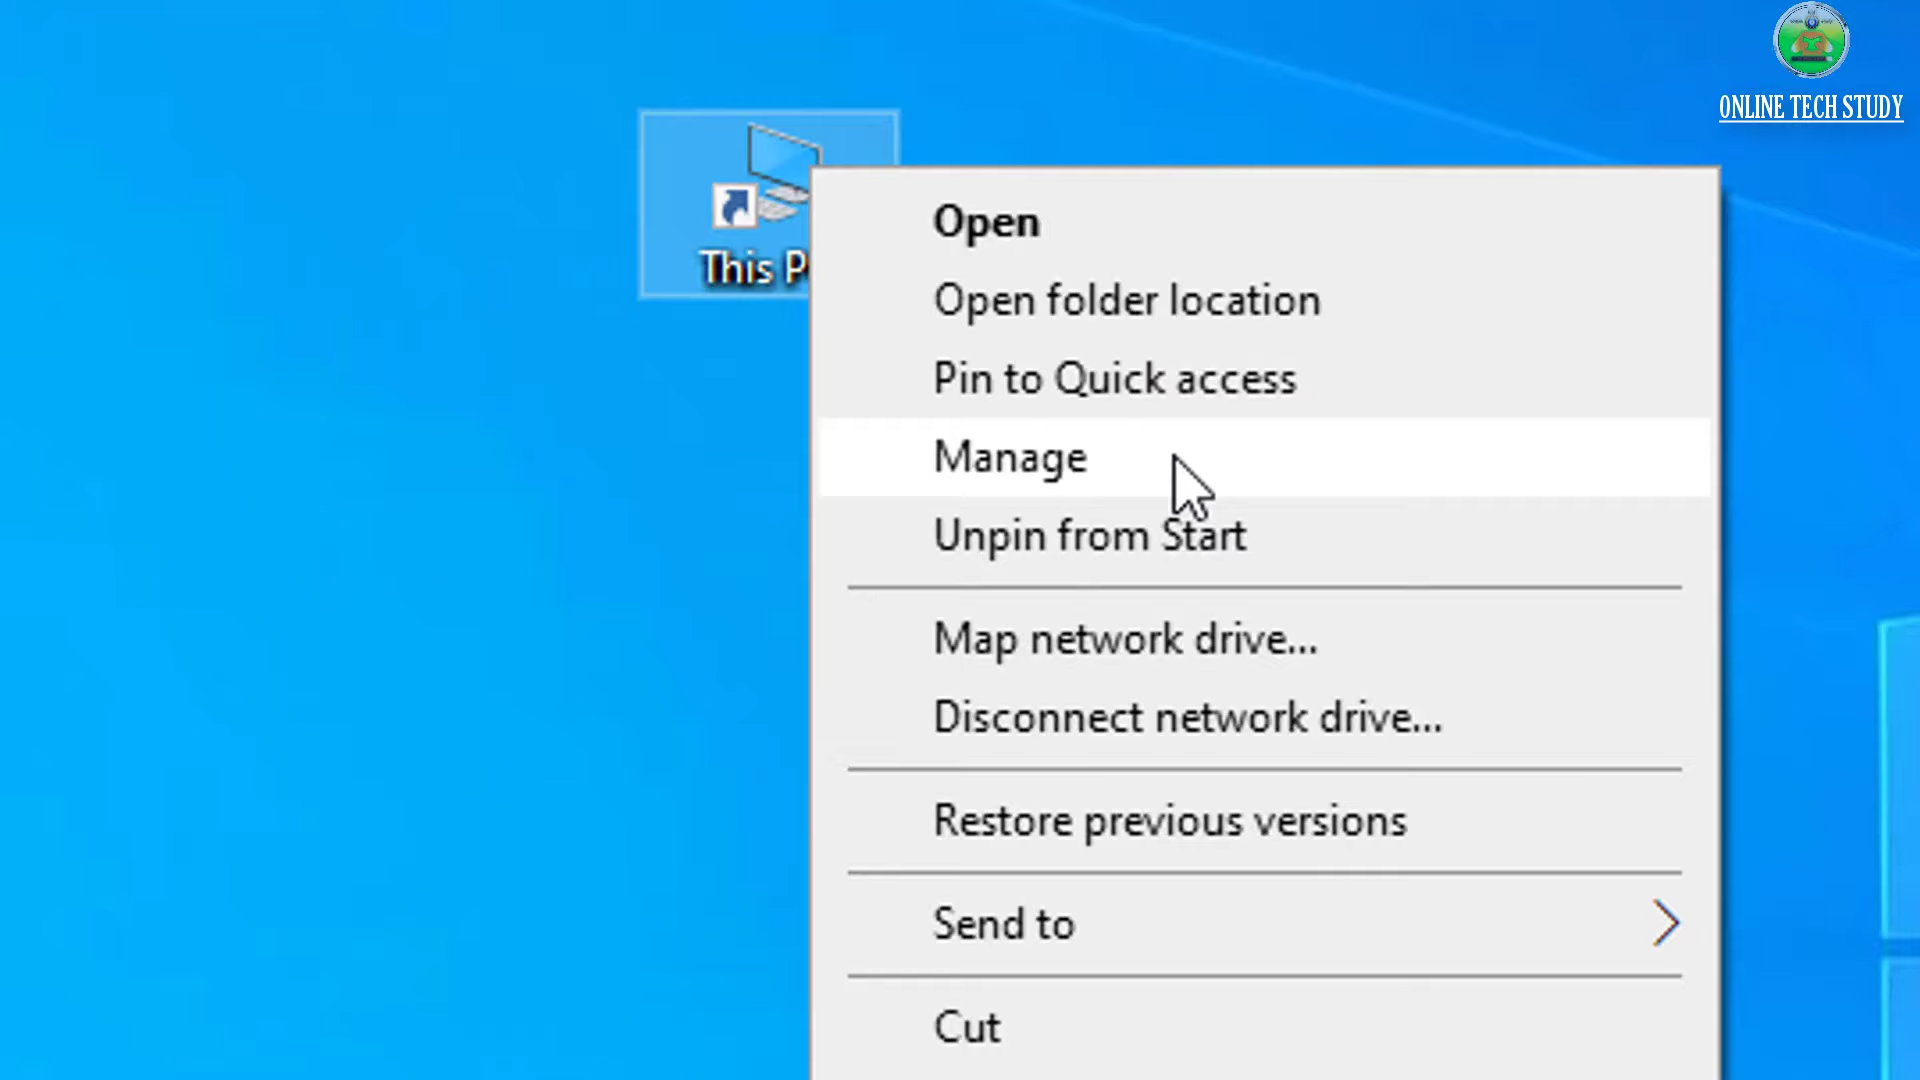 ONLINE TECH STUDY
This P
Open
Open folder location
Pin to Quick access
Manage
Unpin from Start
Map network drive...
Disconnect network drive...
Restore previous versions
Send to
Cut